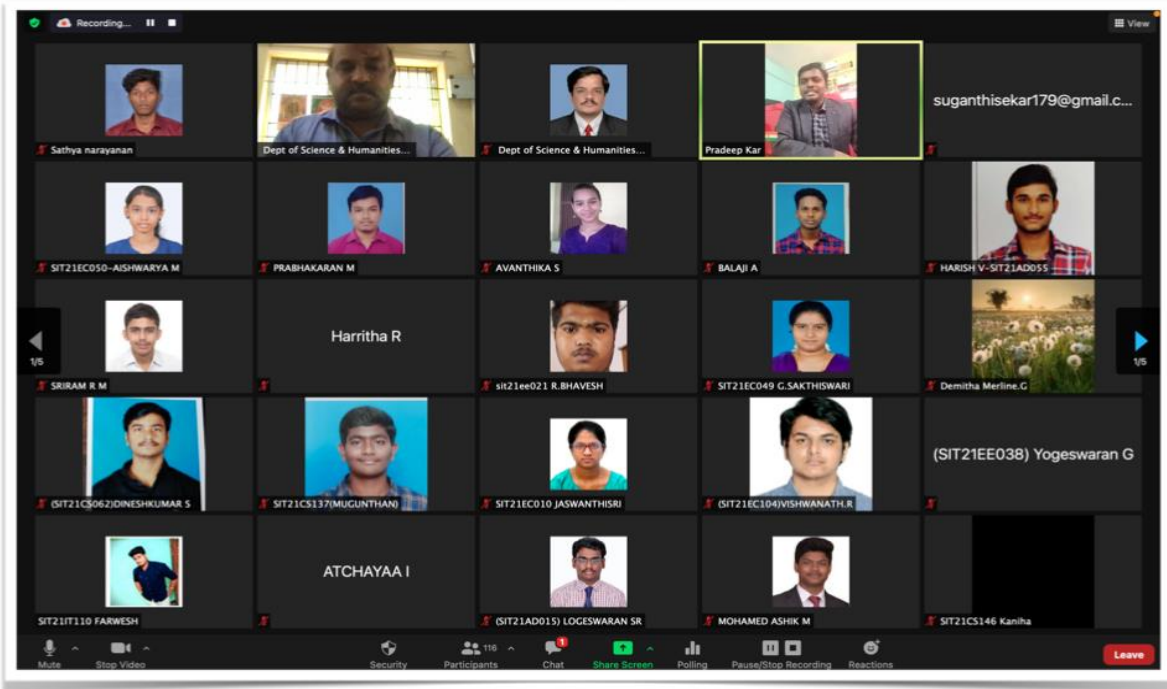 Recording...
View
Sathya narayanan
Dept of Science & Humanities...
Dept of Science & Humanities...
Pradeep Kar
suganthisekar179@gmail.c...
SIT21EC050-AISHWARYA M
PRABHAKARAN M
AVANTHIKA S
BALAJI A
HARISH V-SIT21AD055
1/5
SRIRAM R M
Harritha R
sit21ee021 R.BHAVESH
SIT21EC049 G.SAKTHISWARI
Demitha Merline.G
1/5
(SIT21CS062)DINESHKUMAR S
SIT21CS137(MUGUNTHAN)
SIT21EC010 JASWANTHISRI
(SIT21EC104)VISHWANATH.R
(SIT21EE038) Yogeswaran G
SIT21IT110 FARWESH
ATCHAYAA I
(SIT21AD015) LOGESWARAN SR
MOHAMED ASHIK M
SIT21CS146 Kaniha
Mute
Stop Video
Security
Participants
116
Chat
1
Share Screen
Polling
Pause/Stop Recording
Reactions
Leave